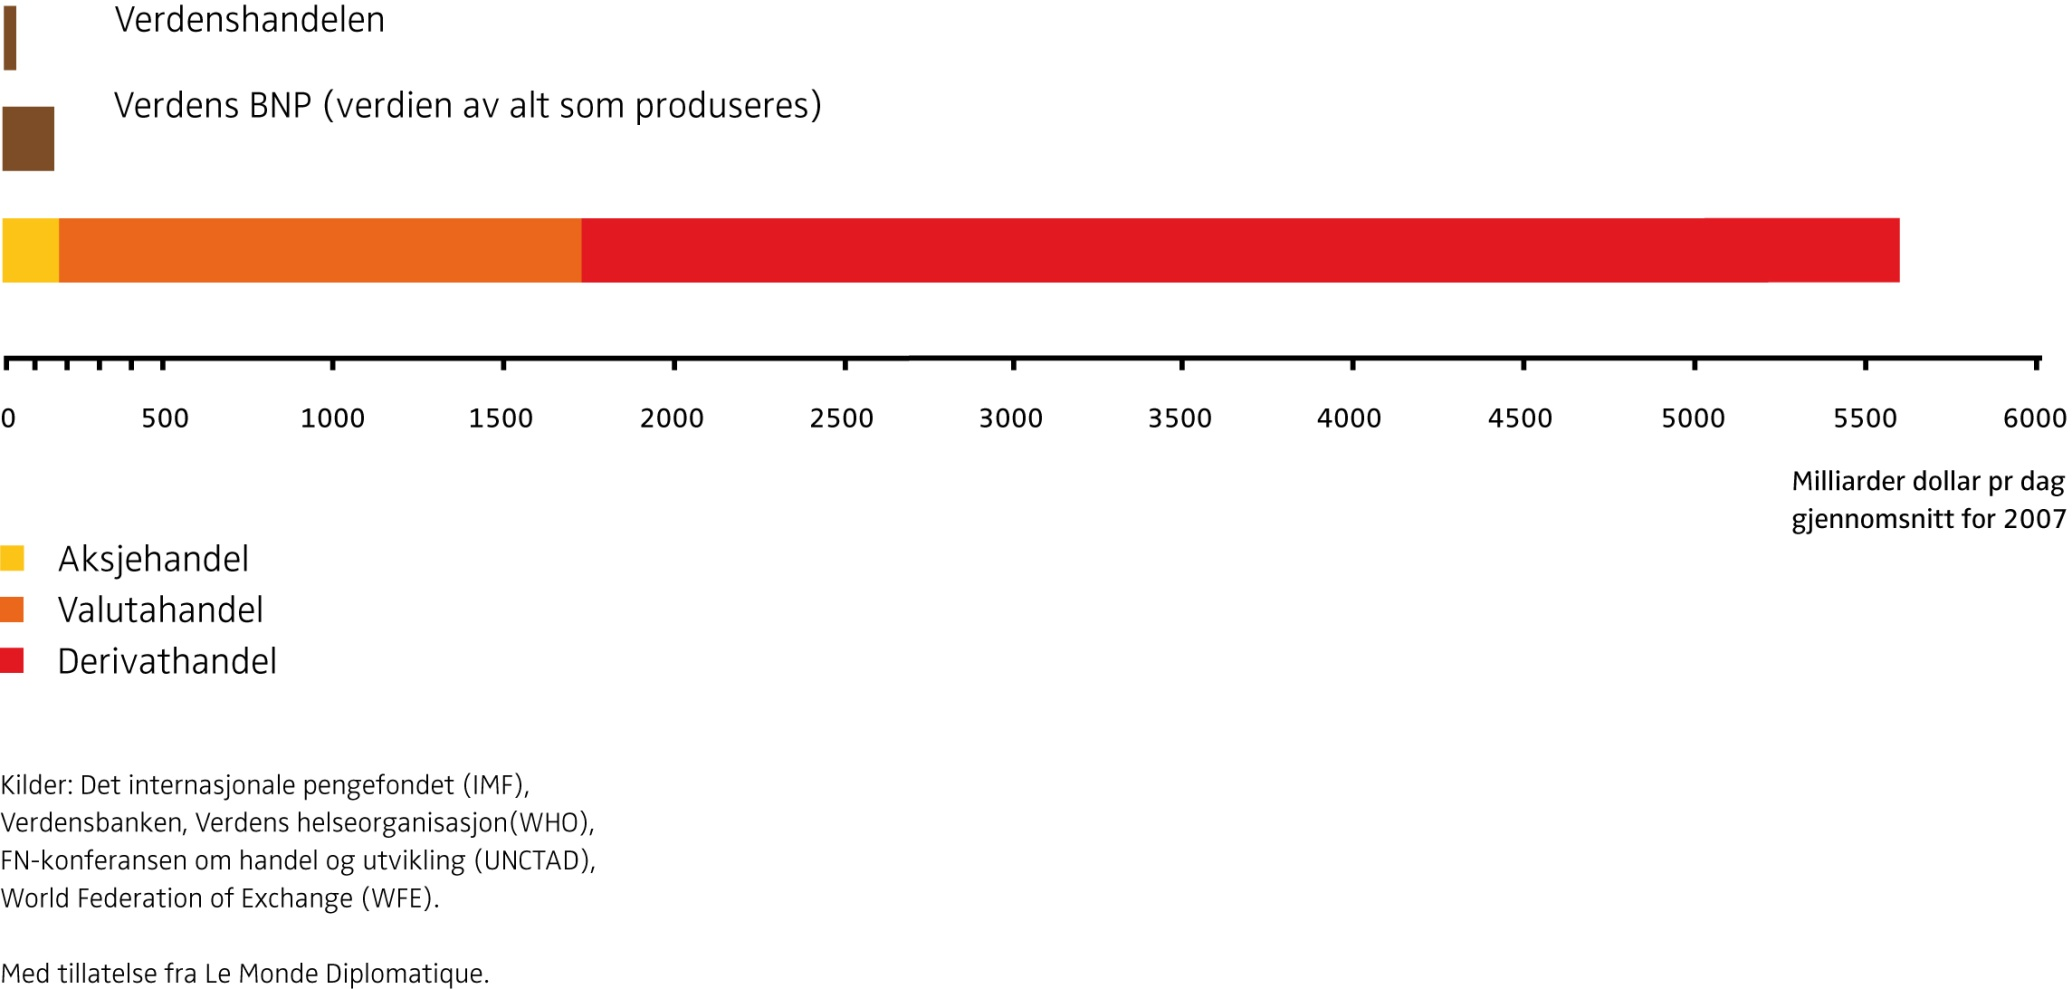 Verdenshandelen
Verdens BNP (verdien av alt som produseres)
0 500 1000 1500 2000 2500 3000 3500 4000 4500 5000 5500 6000
Milliarder dollar pr dag
gjennomsnitt for 2007
Aksjehandel
Valutahandel
Derivathandel
Kilder: Det internasjonale pengefondet (IMF),
Verdensbanken, Verdens helseorganisasjon(WHO),
FN-konferansen om handel og utvikling (UNCTAD),
World Federation of Exchange (WFE).
Med tillatelse fra Le Monde Diplomatique.